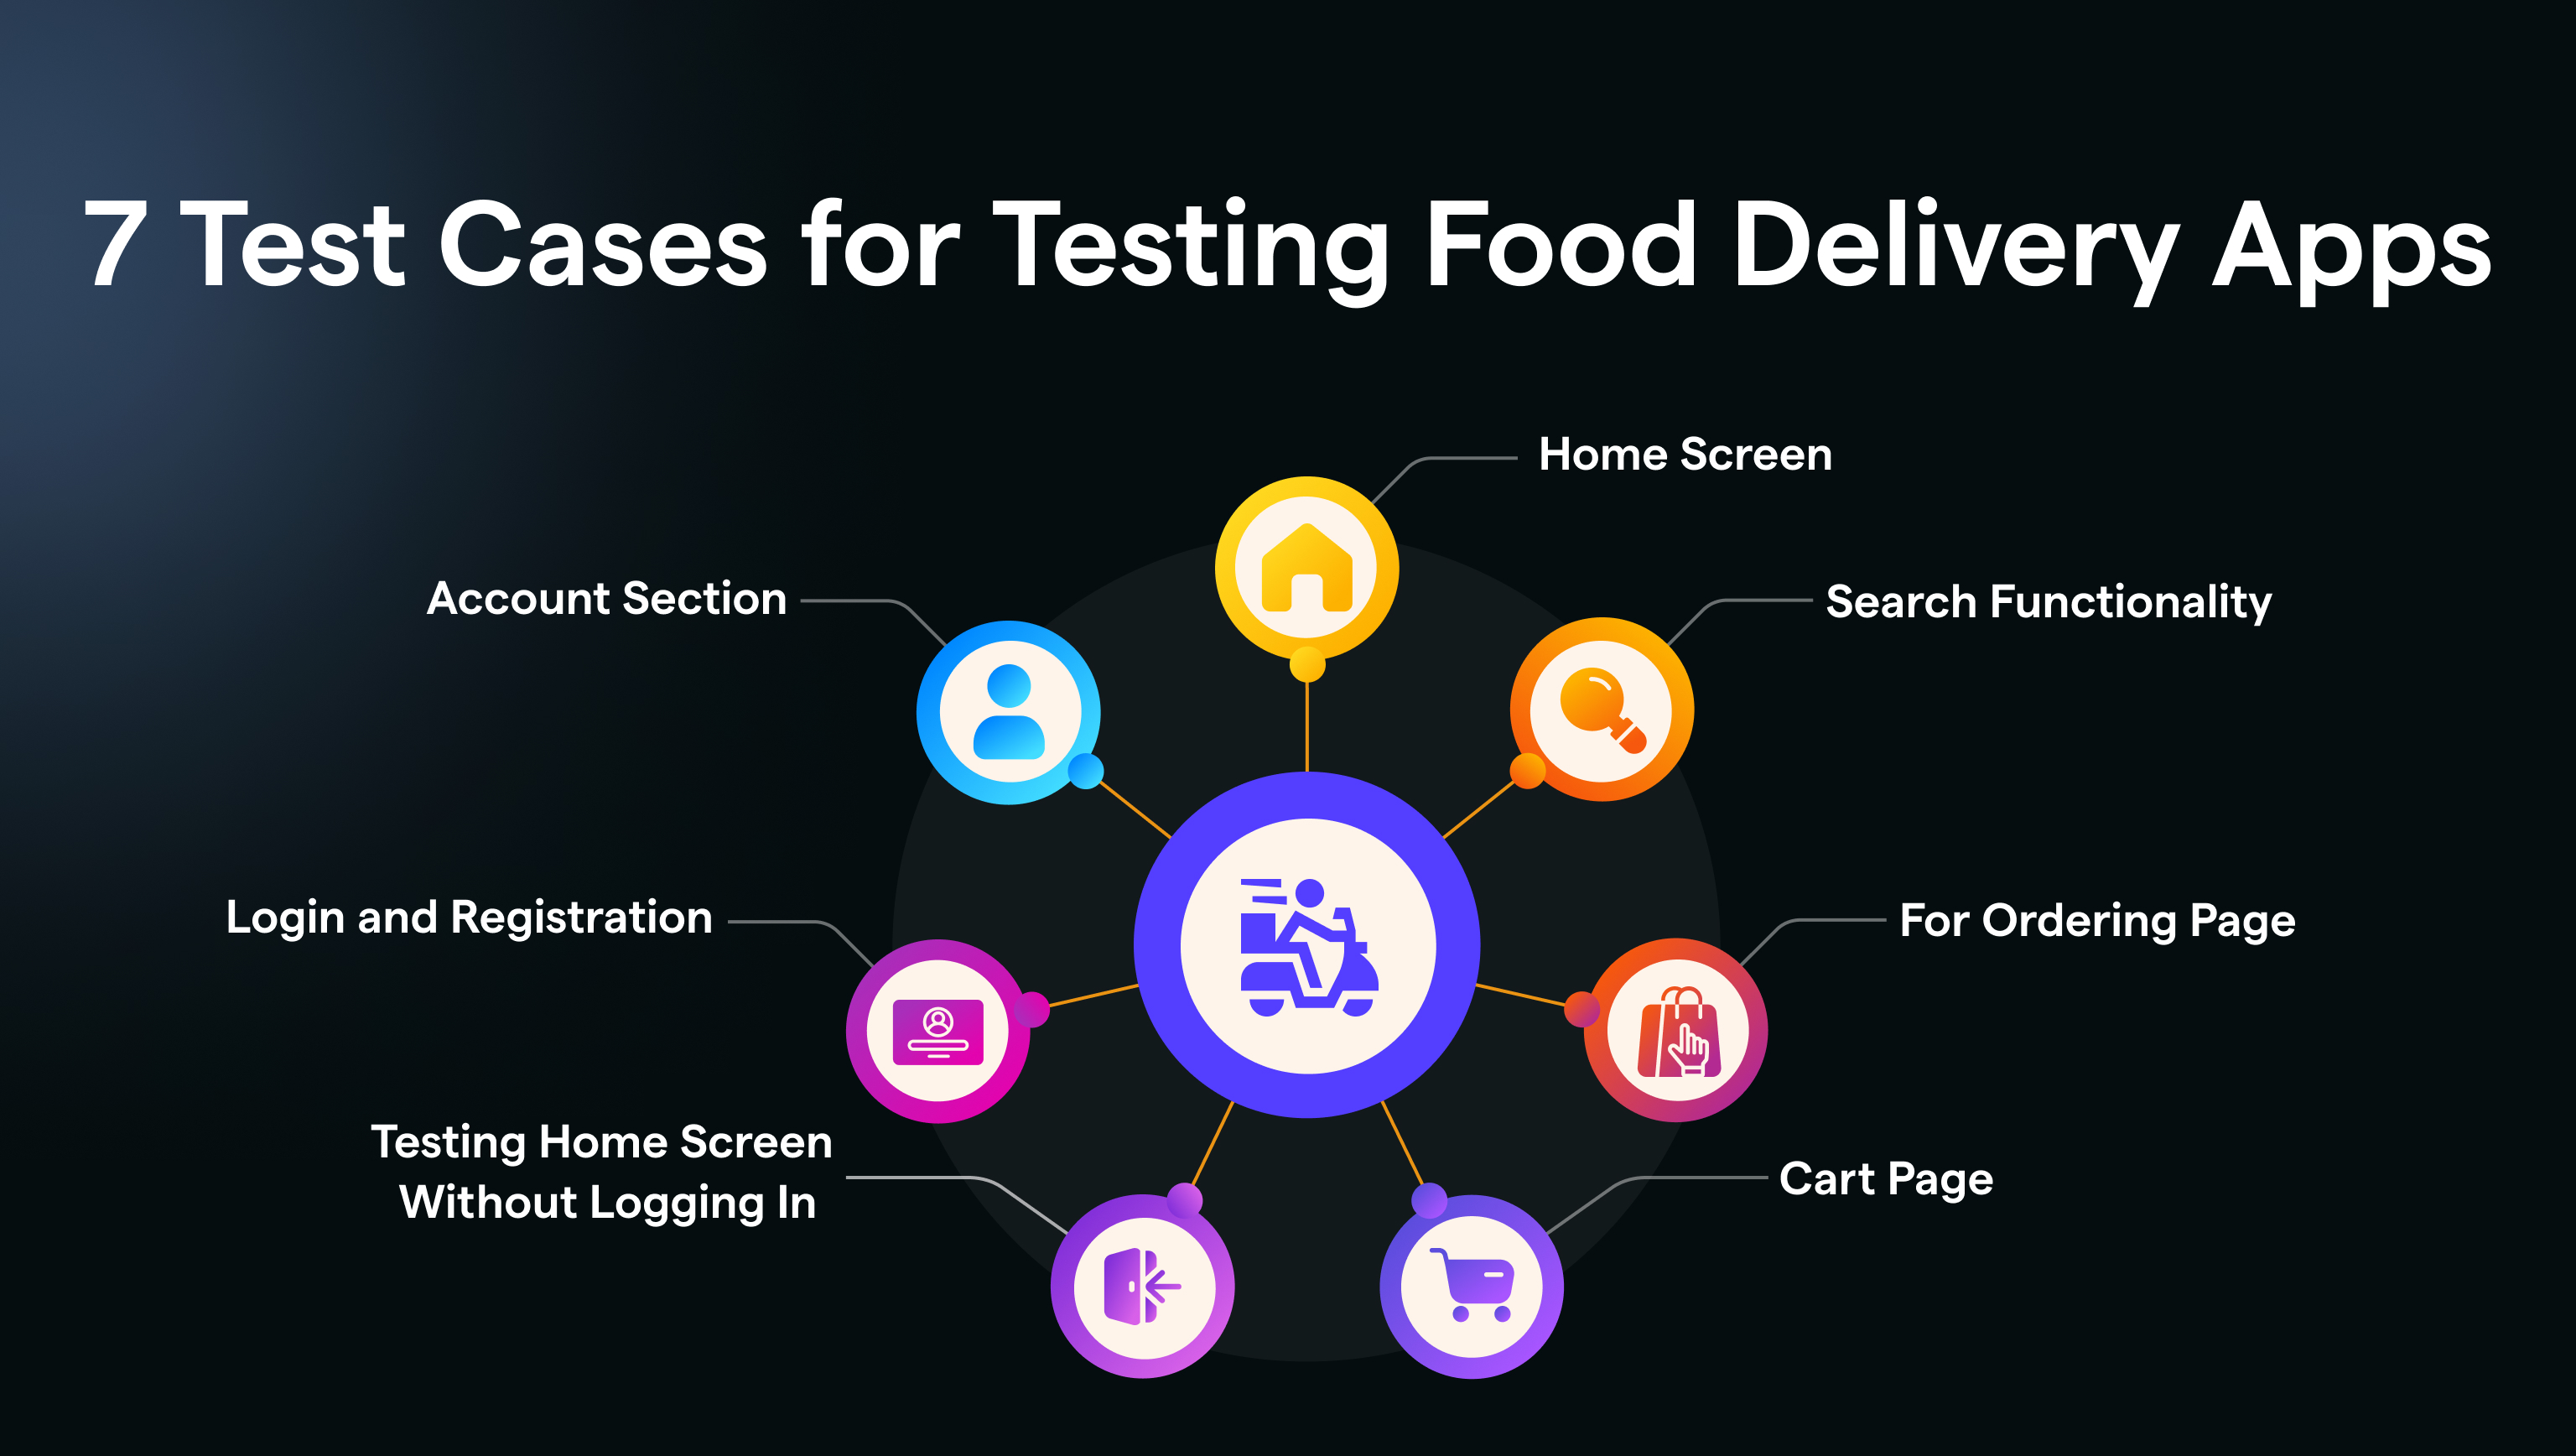 7 Test Cases for Testing Food Delivery Apps
Home Screen
Account Section
Search Functionality
Login and Registration
For Ordering Page
Testing Home Screen
Without Logging In
Cart Page